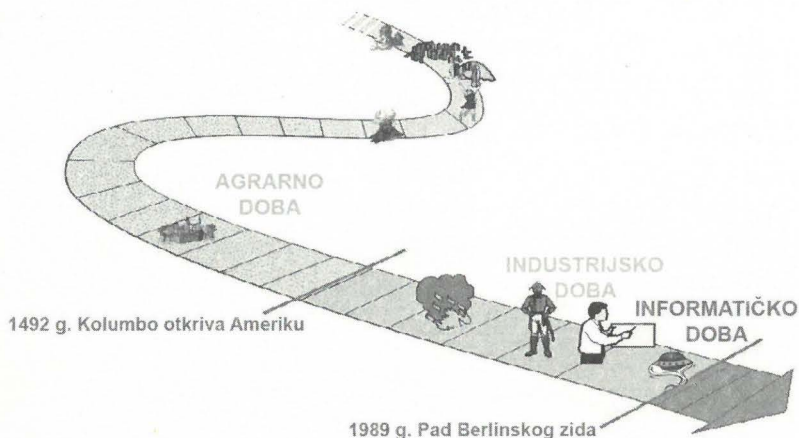 AGRARNO
DOBA
1492 g. Kolumbo otkriva Ameriku
INDUSTRIJSKO
DOBA
INFORMATIČKO
DOBA
1989 g. Pad Berlinskog zida